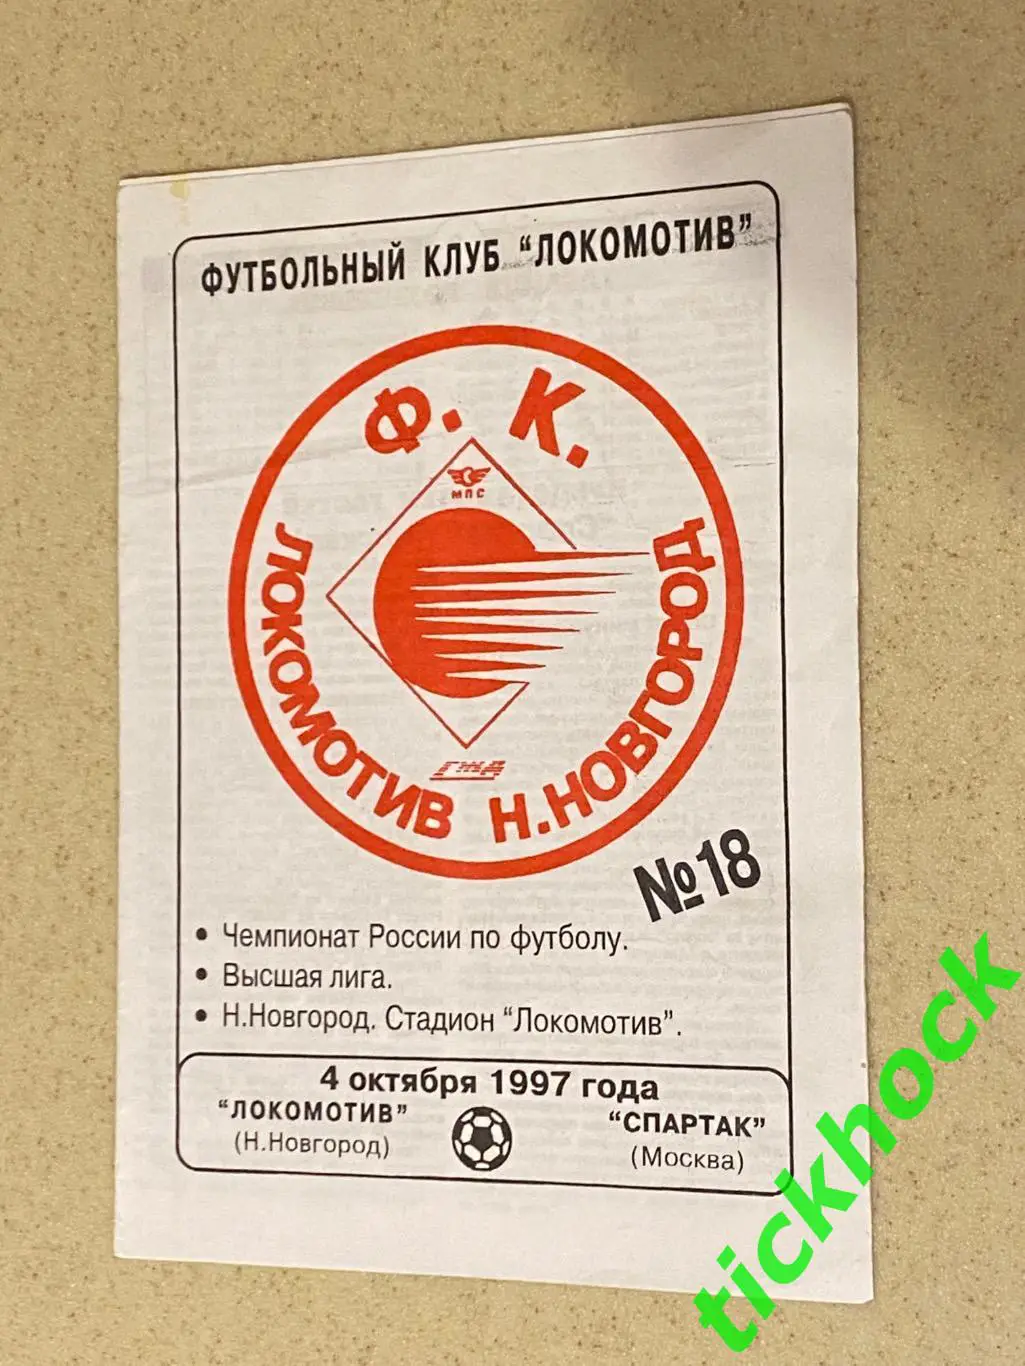 ФУТБОЛЬНЫЙ КЛУБ "ЛОКОМОТИВ"
Ф. К.
МПС
ЛОКОМОТИВ Н.НОВГОРОД
ГЖД
№18
• Чемпионат России по футболу.
• Высшая лига.
• Н.Новгород. Стадион "Локомотив".
4 октября 1997 года
"ЛОКОМОТИВ"
(Н.Новгород)
"СПАРТАК"
(Москва)
tickhock